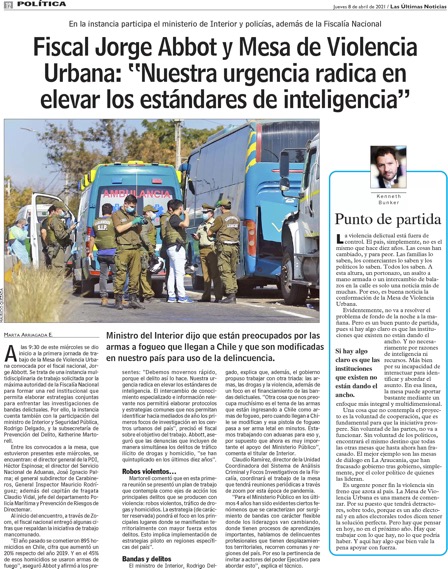 POLÍTICA
Jueves 8 de abril de 2021 / Las Últimas Noticias
En la instancia participa el ministerio de Interior y policías, además de la Fiscalía Nacional
Fiscal Jorge Abbot y Mesa de Violencia
Urbana: "Nuestra urgencia radica en
elevar los estándares de inteligencia"
AMBULANCIA
Kenneth
Bunker
Punto de partida
La violencia delictual está fuera de
control. El país, simplemente, no es el
mismo que hace diez años. Las cosas han
cambiado, y para peor. Las familias lo
saben, los comerciantes lo saben y los
políticos lo saben. Todos los saben. A
esta altura, un portonazo, un asalto a
mano armada o un intercambio de balazos
en la calle es solo una noticia más de
muchas. Por eso, es buena noticia la
conformación de la Mesa de Violencia
Urbana.
Evidentemente, no va a resolver el
problema de fondo de la noche a la mañana.
Pero es un buen punto de partida,
pues si hay algo claro es que las instituciones
que existen no están dando el
ancho. Y no necesariamente
por razones
de inteligencia ni
recursos. Más bien
por su incapacidad de
interactuar para identificar
y abordar el
asunto. En esa línea,
la mesa puede aportar
bastante mediante un
enfoque más integral y multidimensional.
Si hay algo
claro es que las
instituciones
que existen
no están
dando el
ancho.
Una cosa que no contempla el proyecto
es la voluntad de cooperación, que es
fundamental para que la iniciativa prospere.
Sin voluntad de las partes, no va a
funcionar. Sin voluntad de los políticos,
encontrará el mismo destino que todas
las otras mesas que hasta ahora han fracasado.
El mejor ejemplo son las mesas
de diálogo en La Araucanía, que han
fracasado gobierno tras gobierno, simplemente,
por el color político de quienes
las lideran.
Es urgente poner fin la violencia sin
freno que azota al país. La Mesa de Violencia
Urbana es una manera de comenzar.
Por su puesto que tendrá detractores,
sobre todo, porque es un año electoral
y en años electorales todos dicen tener
la solución perfecta. Pero hay que pensar
en hoy, no en el próximo año. Hay que
trabajar con lo que hay, no lo que podría
haber. Y aquí hay algo que bien vale la
pena apoyar con fuerza.
MARTA ARRIAGADA E.
Ministro del Interior dijo que están preocupados por las
armas a fogueo que llegan a Chile y que son modificadas
en nuestro país para uso de la delincuencia.
A las 9:30 de este miércoles se dio
inicio a la primera jornada de trabajo
de la Mesa de Violencia Urbana
convocada por el fiscal nacional, Jorge
Abbott. Se trata de una instancia multidisciplinaria
de trabajo solicitada por la
máxima autoridad de la Fiscalía Nacional
para formar una red institucional que
permita elaborar estrategias conjuntas
para enfrentar las investigaciones de
bandas delictuales. Por ello, la instancia
cuenta también con la participación del
ministro de Interior y Seguridad Pública,
Rodrigo Delgado, y la subsecretaria de
Prevención del Delito, Katherine Martorell.
Entre los convocados a la mesa, que
estuvieron presentes este miércoles, se
encuentran: el director general de la PDI,
Héctor Espinosa; el director del Servicio
Nacional de Aduanas, José Ignacio Palma;
el general subdirector de Carabineros,
General Inspector Mauricio Rodríguez;
además del capitán de fragata
Claudio Vidal, jefe del departamento Policía
Marítima y Prevención de Riesgos de
Directemar.
Al inicio del encuentro, a través de Zoom,
el fiscal nacional entregó algunas cifras
que respaldan la iniciativa de trabajo
mancomunado.
"El año pasado se cometieron 895 homicidios
en Chile, cifra que aumentó un
20% respecto del año 2019. Y en el 45%
de esos homicidios se usaron armas de
fuego", aseguró Abbott y afirmó a los presentes:
"Debemos movernos rápido,
porque el delito así lo hace. Nuestra urgencia
radica en elevar los estándares de
inteligencia. El intercambio de conocimiento
especializado e información relevante
nos permitirá elaborar protocolos
y estrategias comunes que nos permitan
identificar hacia mediados de año los primeros
focos de investigación en los centros
urbanos del país", precisó el fiscal
sobre el objetivo del trabajo. Abbott, aseguró
que las denuncias que incluyen de
manera simultánea los delitos de tráfico
ilícito de drogas y homicidio, "se han
cuadruplicado en los últimos diez años".
Robos violentos...
Martorell comentó que en esta primera
reunión se presentó un plan de trabajo
que contempla como ejes de acción los
principales delitos que se producen con
violencia: robos violentos, tráfico de drogas
y homicidios. La estrategia (de carácter
reservada) pondrá el foco en los principales
lugares donde se manifiestan territorialmente
con mayor fuerza estos
delitos. Esto implica implementación de
estrategias piloto en regiones específicas
del país".
Bandas y delitos
El ministro de Interior, Rodrigo Delgado,
explica que, además, el gobierno
propuso trabajar con otra triada: las armas,
las drogas y la violencia, además de
un foco en el financiamiento de las bandas
delictuales. "Otra cosa que nos preocupa
muchísimo es el tema de las armas
que están ingresando a Chile como armas
de fogueo, pero cuando llegan a Chile
se modifican y esa pistola de fogueo
pasa a ser arma letal en minutos. Estamos
trabajando con aduanas para eso y,
por supuesto que ahora es muy importante
el apoyo del Ministerio Público",
comenta el titular de Interior.
Claudio Ramírez, director de la Unidad
Coordinadora del Sistema de Análisis
Criminal y Focos Investigativos de la Fiscalía,
coordinará el trabajo de la mesa
que tendrá reuniones periódicas a través
de zoom por esta época de pandemia.
"Para el Ministerio Público en los últimos
4 años han sido evidentes ciertos fenómenos
que se caracterizan por surgimiento
de bandas con carácter flexible
donde los liderazgos van cambiando,
donde tienen procesos de aprendizajes
importantes, hablamos de delincuentes
profesionales que tienen desplazamientos
territoriales, recorren comunas y regiones
del país. Por eso la pertinencia de
invitar a actores del poder Ejecutivo para
abordar esto", explica el técnico.